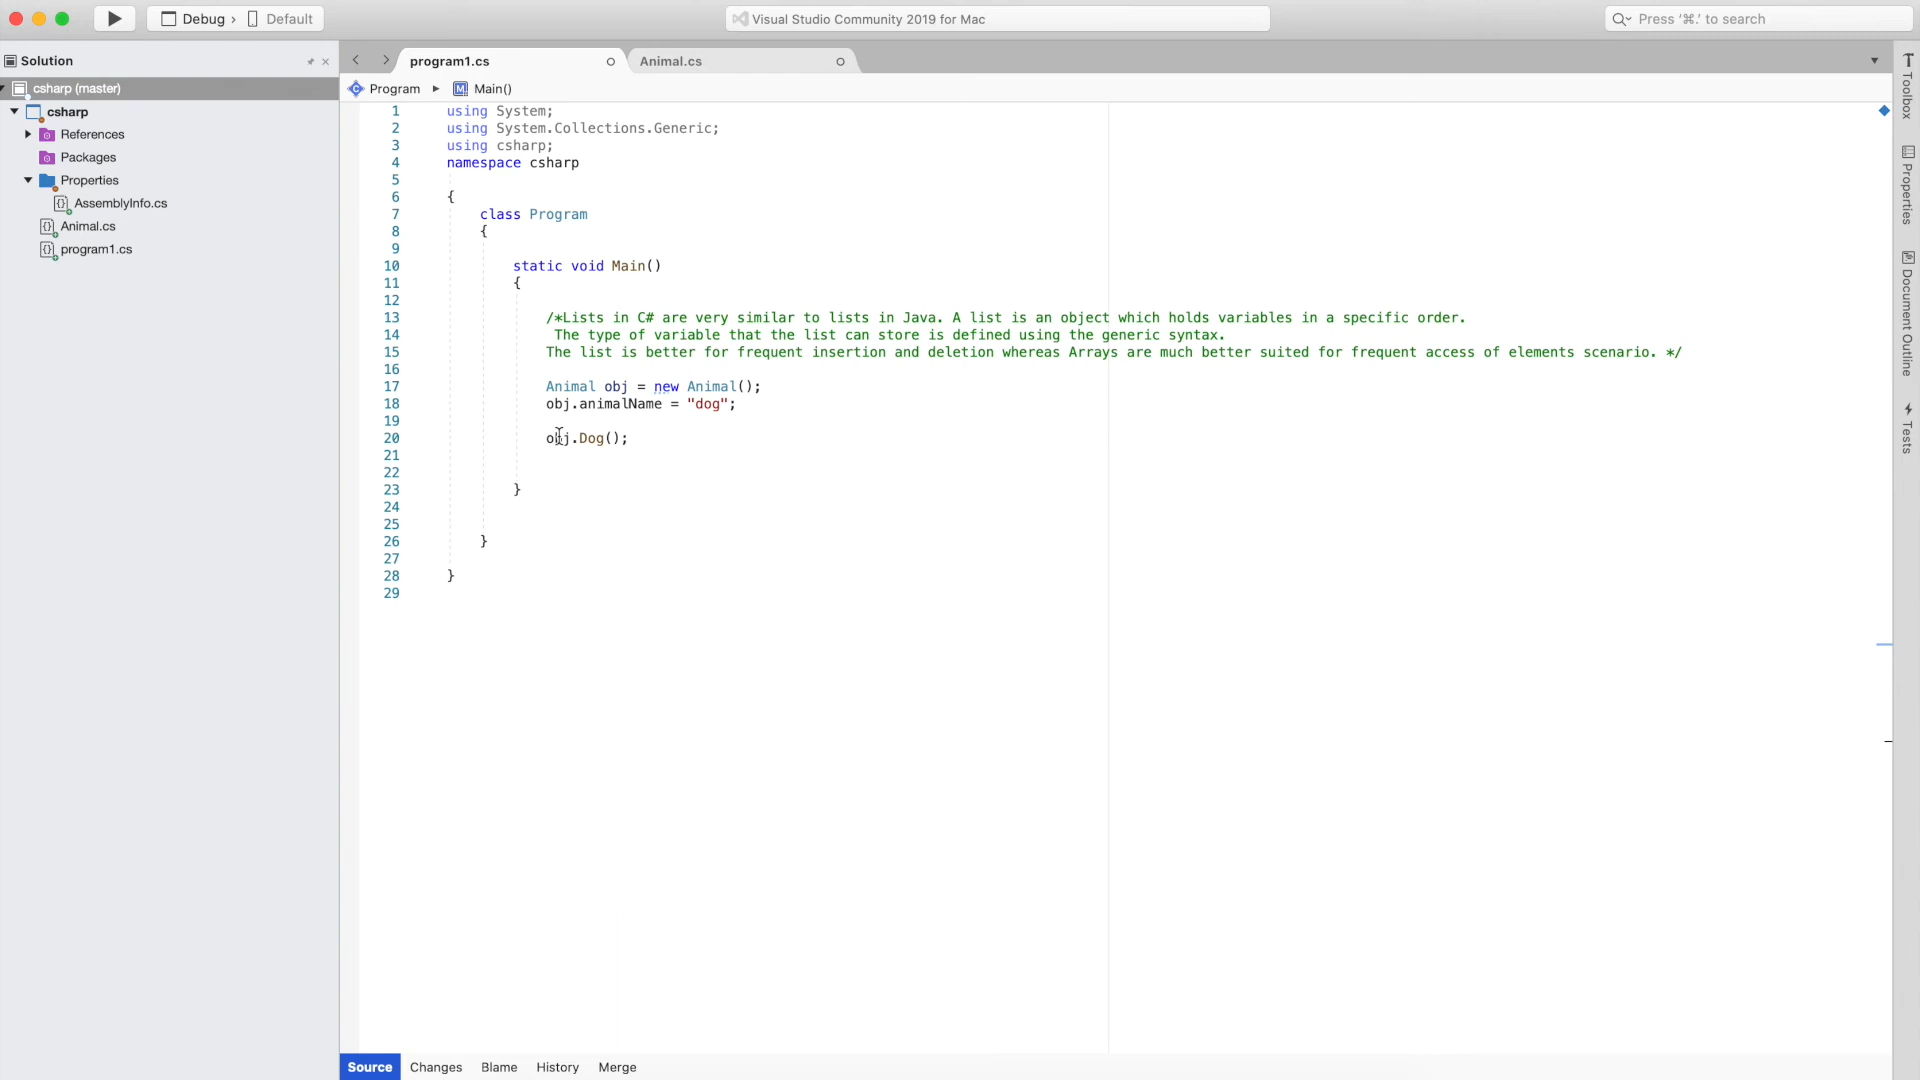 Debug › Default
Visual Studio Community 2019 for Mac
Press '⌘.' to search
Solution
csharp (master)
csharp
References
Packages
Properties
AssemblyInfo.cs
Animal.cs
program1.cs
program1.cs
Animal.cs
Program
Main()
1 using System;
2 using System.Collections.Generic;
3 using csharp;
4 namespace csharp
5
6 {
7 class Program
8 {
9
10 static void Main()
11 {
12
13 /*Lists in C# are very similar to lists in Java. A list is an object which holds variables in a specific order.
14 The type of variable that the list can store is defined using the generic syntax.
15 The list is better for frequent insertion and deletion whereas Arrays are much better suited for frequent access of elements scenario. */
16
17 Animal obj = new Animal();
18 obj.animalName = "dog";
19
20 obj.Dog();
21
22
23 }
24
25
26 }
27
28 }
29
Toolbox
Properties
Document Outline
Tests
Source Changes Blame History Merge